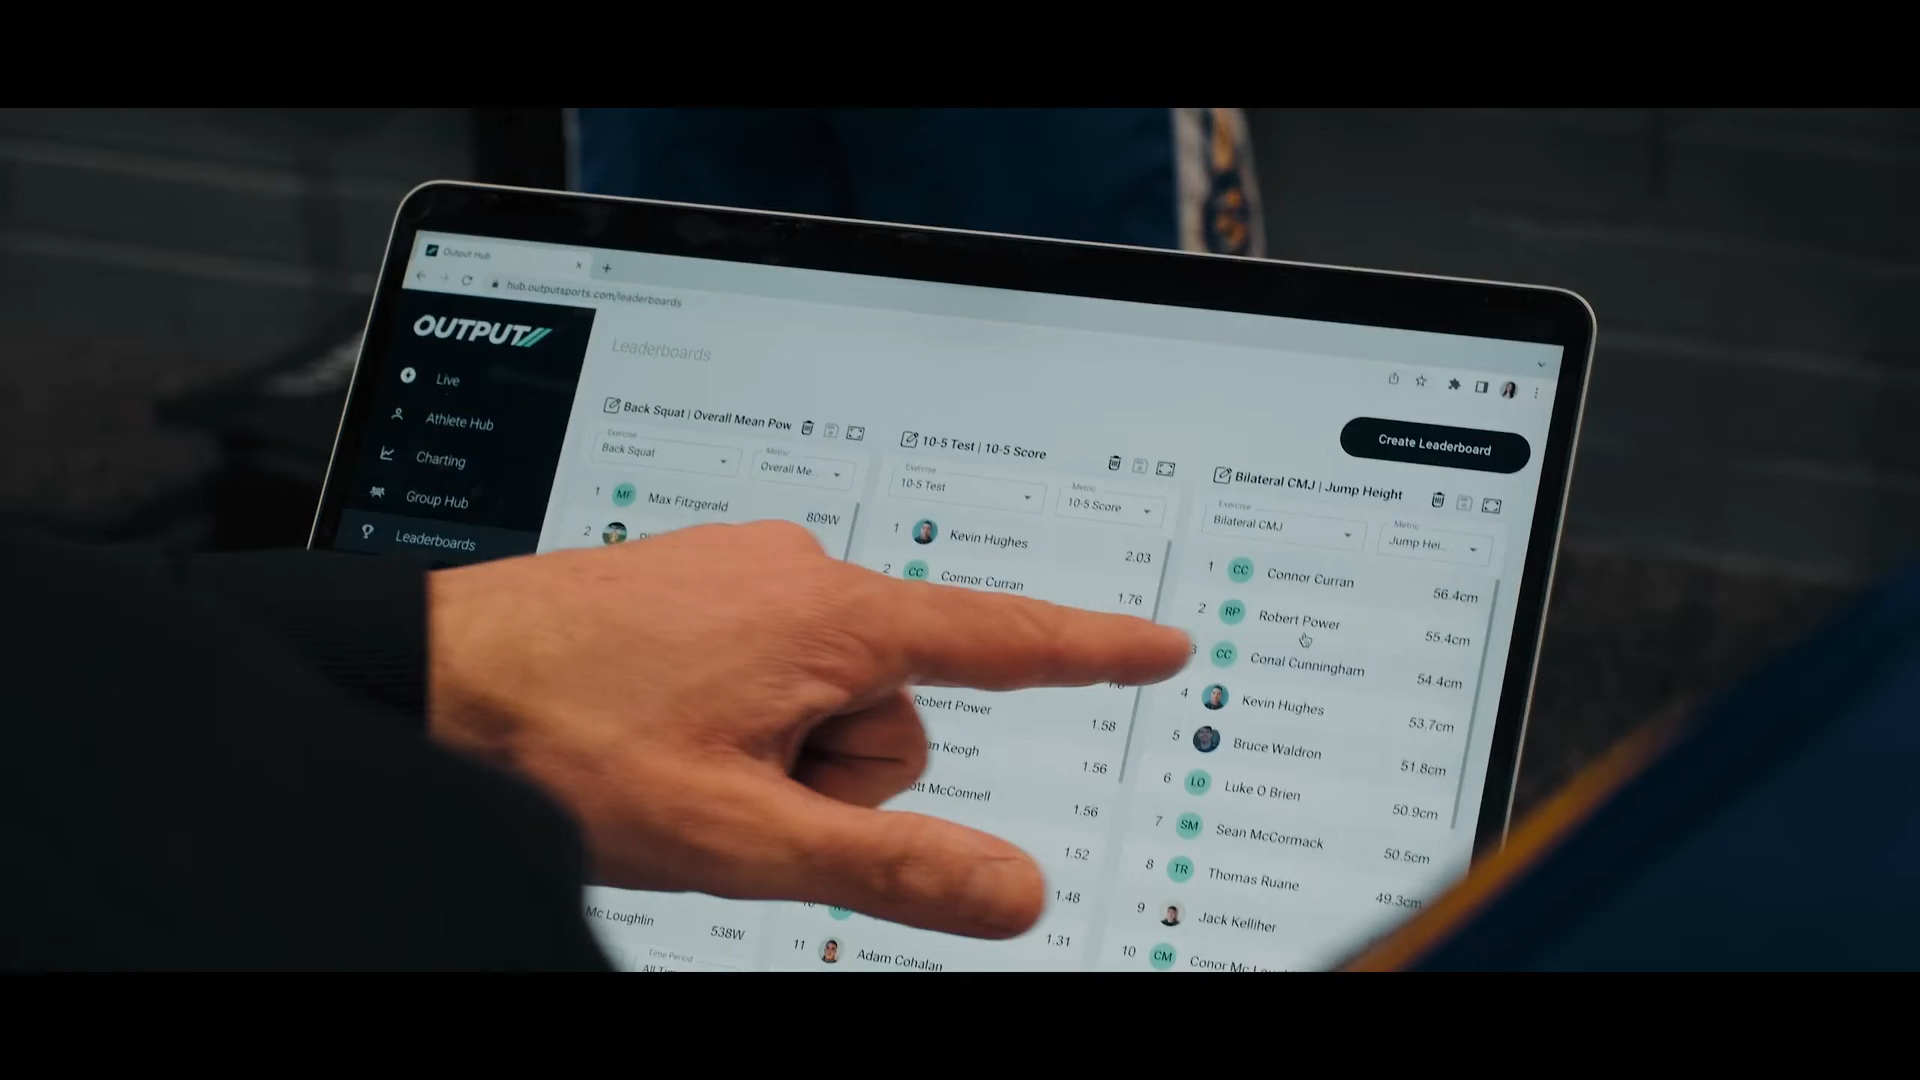 Output Hub
hub.outputsports.com/leaderboards
OUTPUT
Live
Athlete Hub
Charting
Group Hub
Leaderboards
Leaderboards
Create Leaderboard
Back Squat | Overall Mean Pow
Exercise
Back Squat
Metric
Overall Me...
1 MF Max Fitzgerald 809W
2
Mc Loughlin
538W
Time Period
10-5 Test | 10-5 Score
Exercise
10-5 Test
Metric
10-5 Score
1 Kevin Hughes 2.03
2 CC Connor Curran 1.76
Robert Power 1.58
Keogh 1.56
McConnell 1.56
1.52
1.48
1.31
11 Adam Cohalan
Bilateral CMJ | Jump Height
Exercise
Bilateral CMJ
Metric
Jump Hei...
1 CC Connor Curran 56.4cm
2 RP Robert Power 55.4cm
3 CC Conal Cunningham 54.4cm
4 Kevin Hughes 53.7cm
5 Bruce Waldron 51.8cm
6 LO Luke O Brien 50.9cm
7 SM Sean McCormack 50.5cm
8 TR Thomas Ruane 49.3cm
9 Jack Kelliher
10 CM Conor Mc